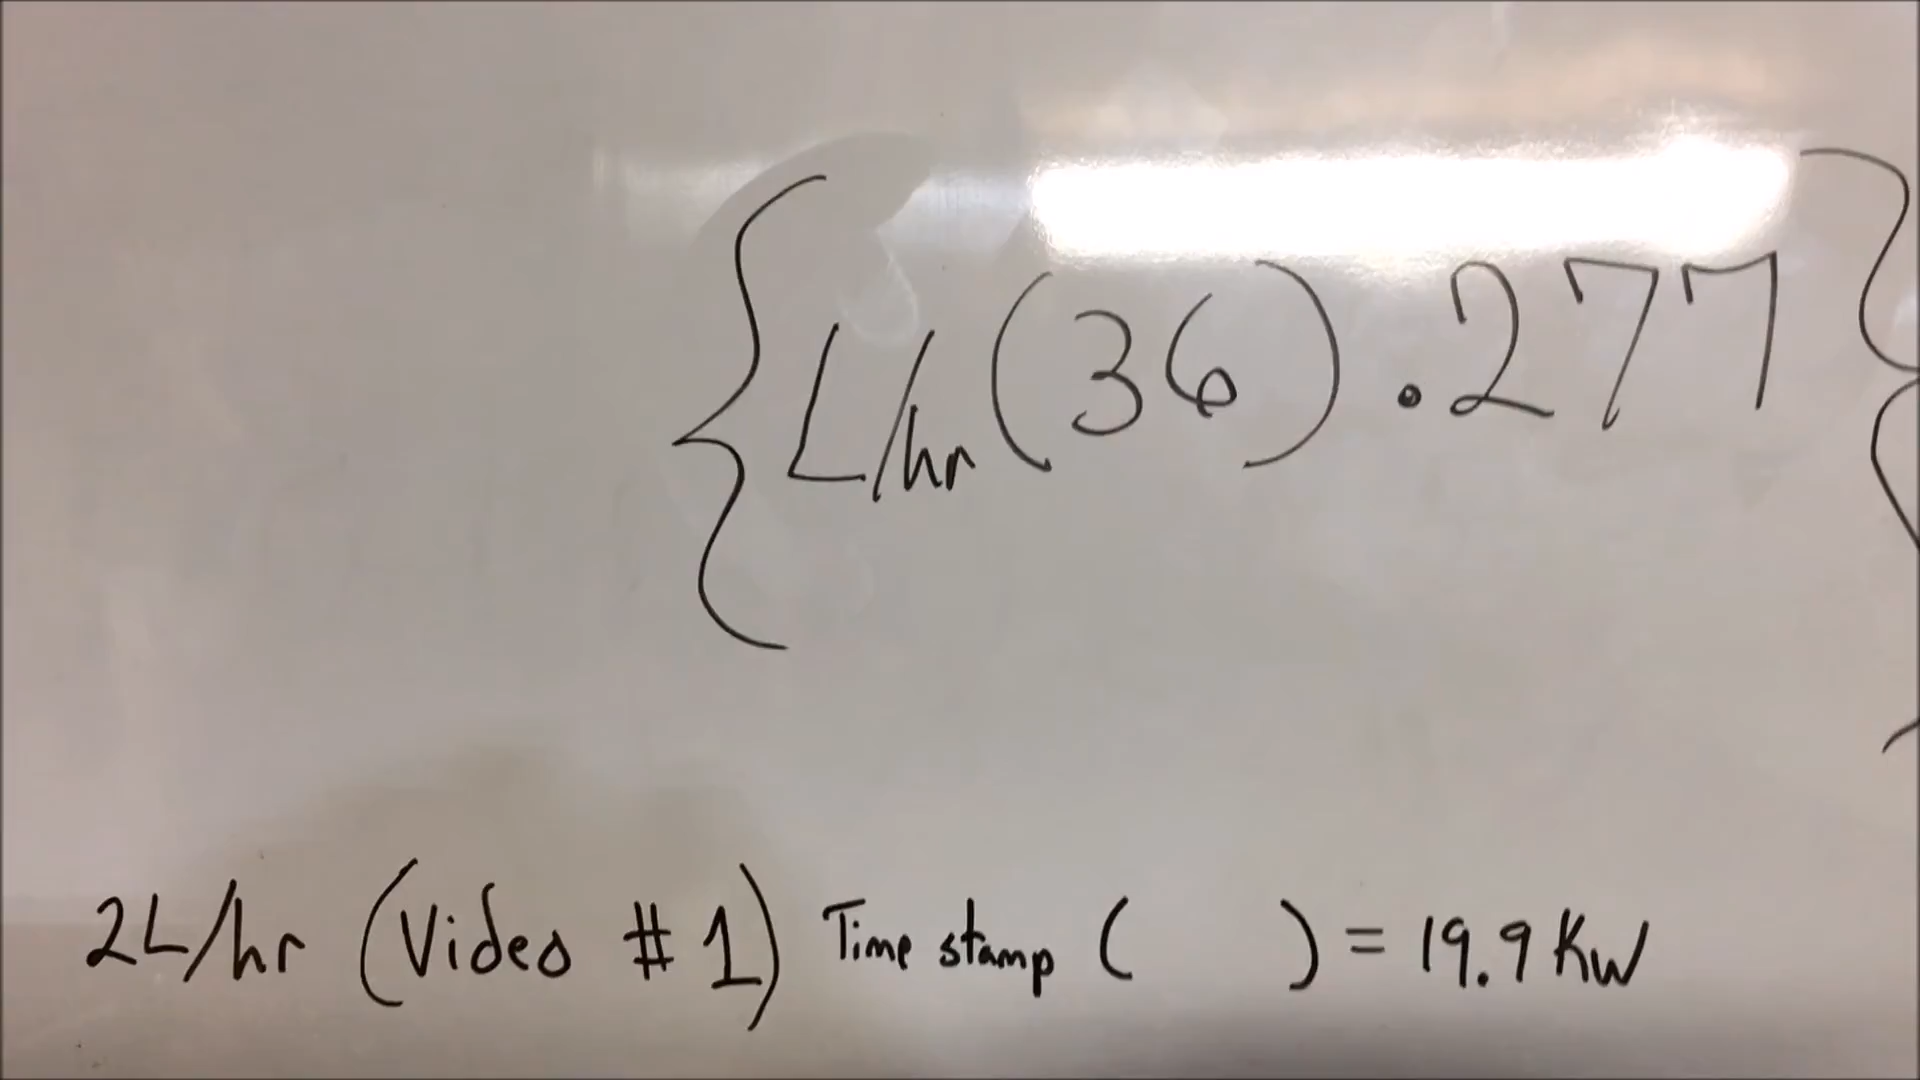 {L/hr (36) .277}
2L/hr (Video #1) Time stamp (    ) = 19.9 KW